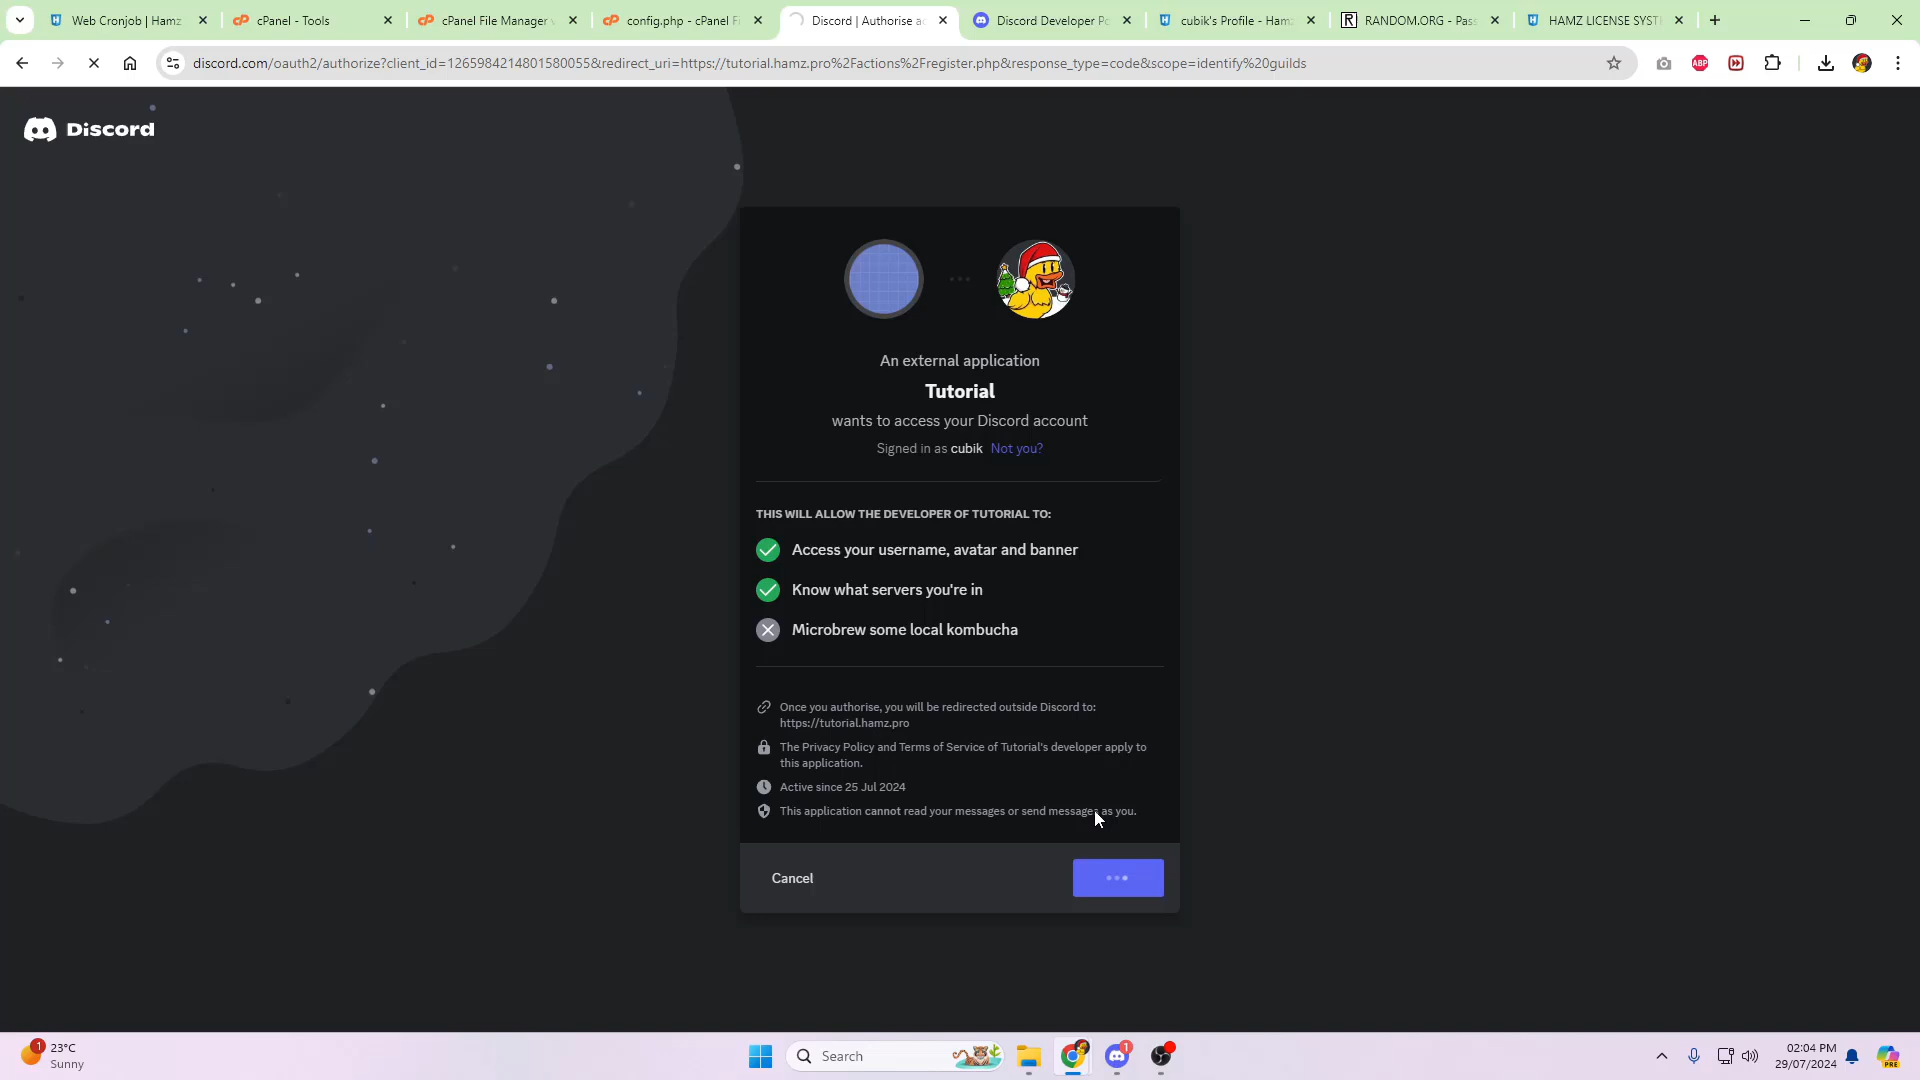 Web Cronjob | Hamz
cPanel - Tools
cPanel File Manager
config.php - cPanel F
Discord | Authorise a
Discord Developer Po
cubik's Profile - Ham
RANDOM.ORG - Pas
HAMZ LICENSE SYST
discord.com/oauth2/authorize?client_id=1265984214801580055&redirect_uri=https://tutorial.hamz.pro%2Factions%2Fregister.php&response_type=code&scope=identify%20guilds
ABP
Discord
An external application
Tutorial
wants to access your Discord account
Signed in as cubik Not you?
THIS WILL ALLOW THE DEVELOPER OF TUTORIAL TO:
Access your username, avatar and banner
Know what servers you're in
Microbrew some local kombucha
Once you authorise, you will be redirected outside Discord to:
https://tutorial.hamz.pro
The Privacy Policy and Terms of Service of Tutorial's developer apply to
this application.
Active since 25 Jul 2024
This application cannot read your messages or send messages as you.
Cancel
1
23°C
Sunny
Search
1
02:04 PM
29/07/2024
PRE